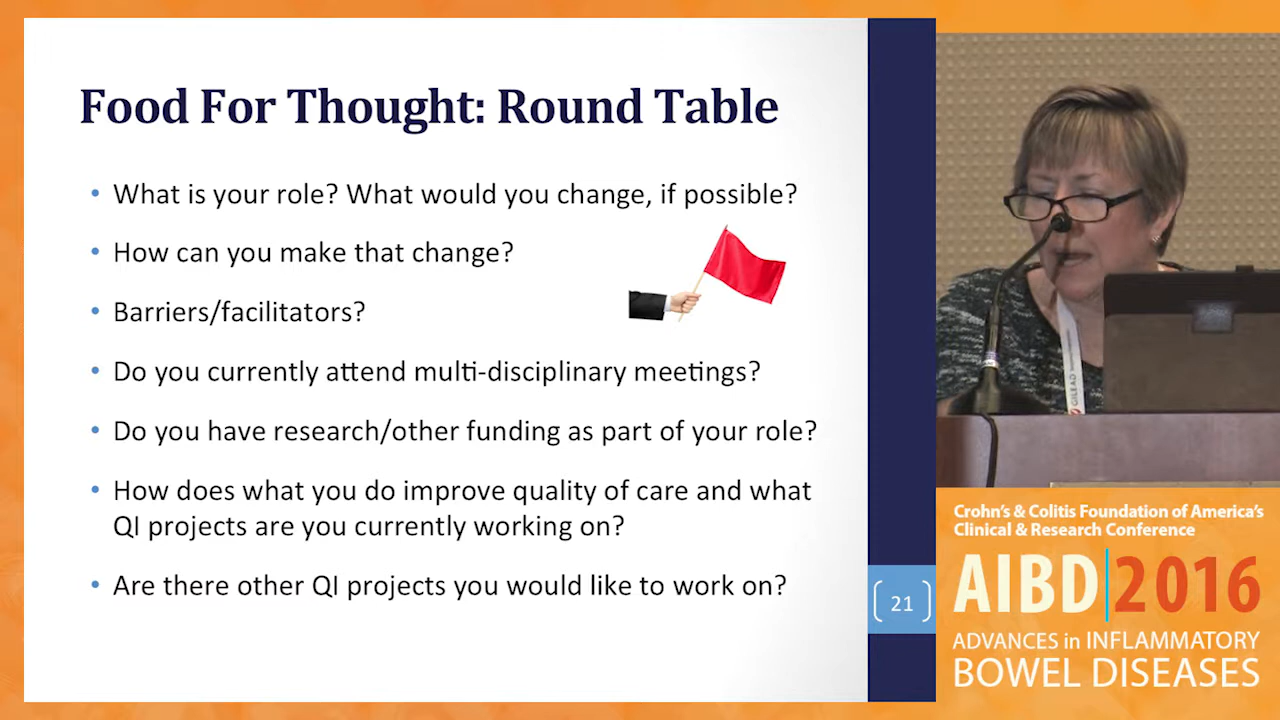 Food For Thought: Round Table
• What is your role? What would you change, if possible?
• How can you make that change?
• Barriers/facilitators?
• Do you currently attend multi-disciplinary meetings?
• Do you have research/other funding as part of your role?
• How does what you do improve quality of care and what
QI projects are you currently working on?
• Are there other QI projects you would like to work on?
21
GILEAD
Crohn's & Colitis Foundation of America's
Clinical & Research Conference
AIBD|2016
ADVANCES in INFLAMMATORY
BOWEL DISEASES